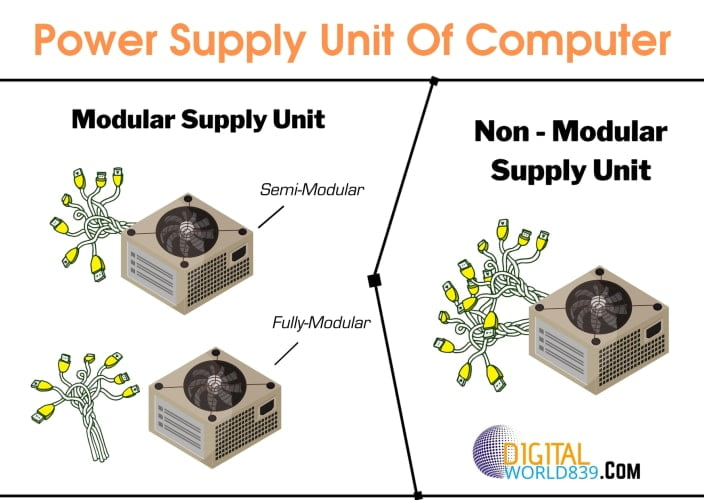 Power Supply Unit Of Computer
Modular Supply Unit
Non - Modular
Supply Unit
Semi-Modular
Fully-Modular
DIGITAL
WORLD839.COM